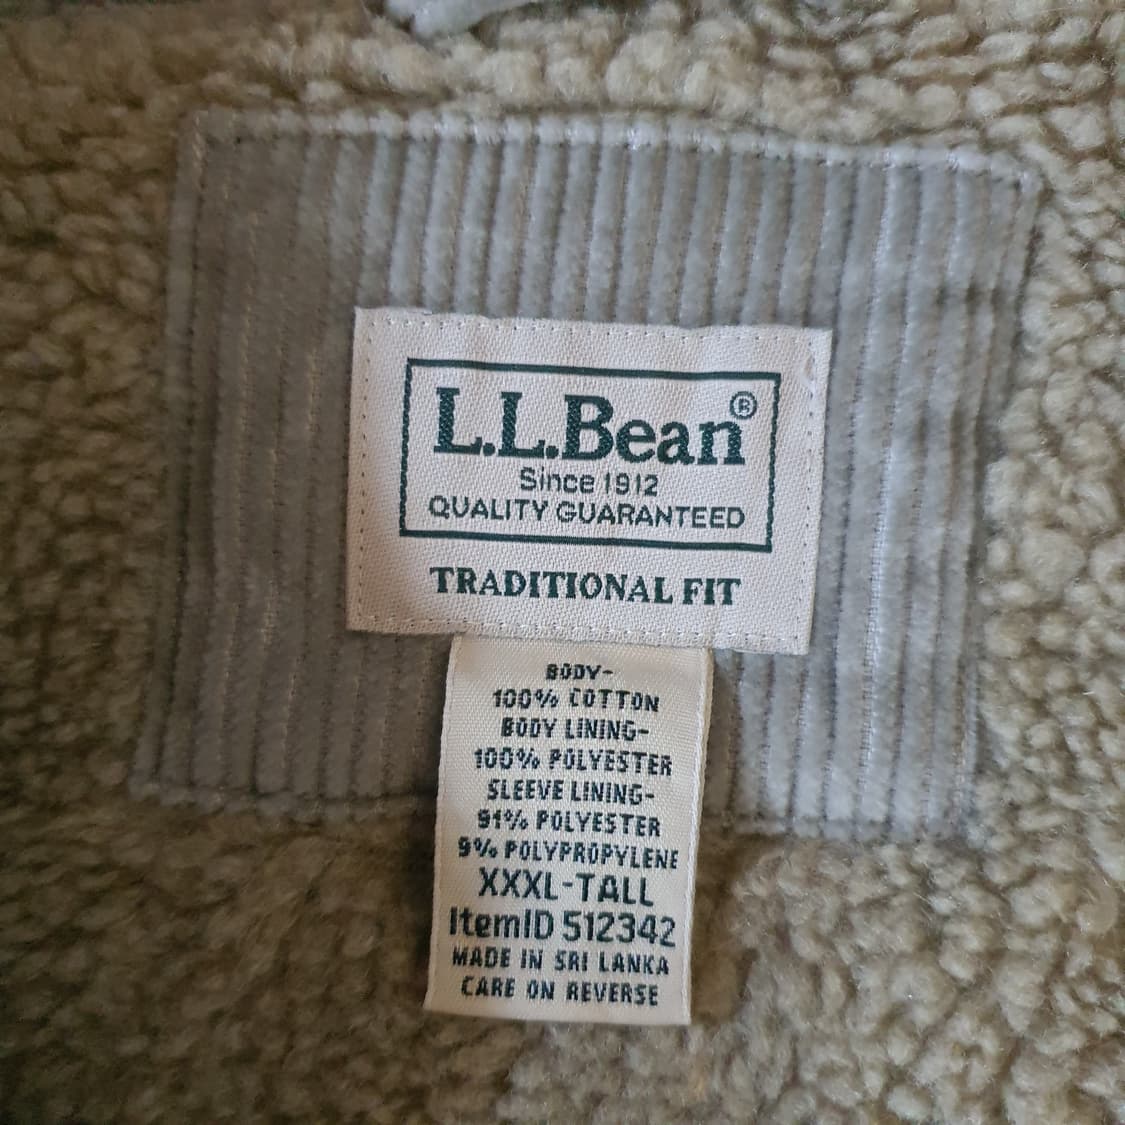 L.L.Bean®
Since 1912
QUALITY GUARANTEED
TRADITIONAL FIT
BODY-
100% COTTON
BODY LINING-
100% POLYESTER
SLEEVE LINING-
91% POLYESTER
9% POLYPROPYLENE
XXXL-TALL
ItemID 512342
MADE IN SRI LANKA
CARE ON REVERSE